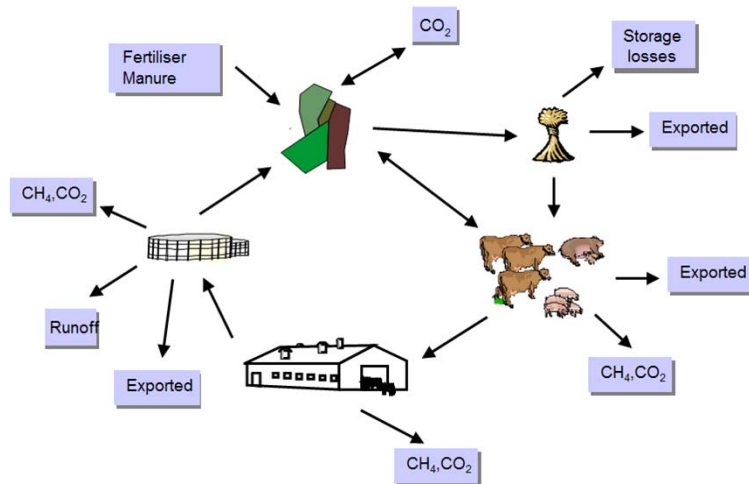 CO₂
Storage
losses
Fertiliser
Manure
Exported
CH₄,CO₂
Exported
Runoff
Exported
CH₄,CO₂
CH₄,CO₂